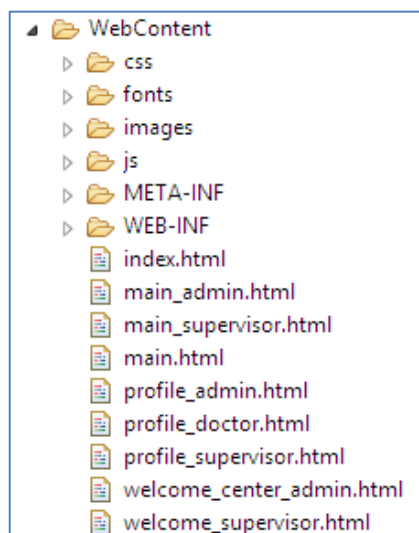 WebContent
css
fonts
images
js
META-INF
WEB-INF
index.html
main_admin.html
main_supervisor.html
main.html
profile_admin.html
profile_doctor.html
profile_supervisor.html
welcome_center_admin.html
welcome_supervisor.html